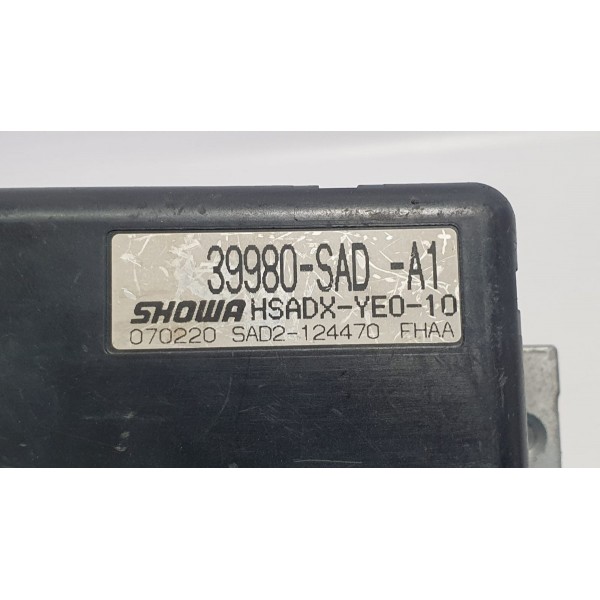 39980-SAD -A1
SHOWA HSADX-YE0-10
070220 SAD2-124470 FHAA